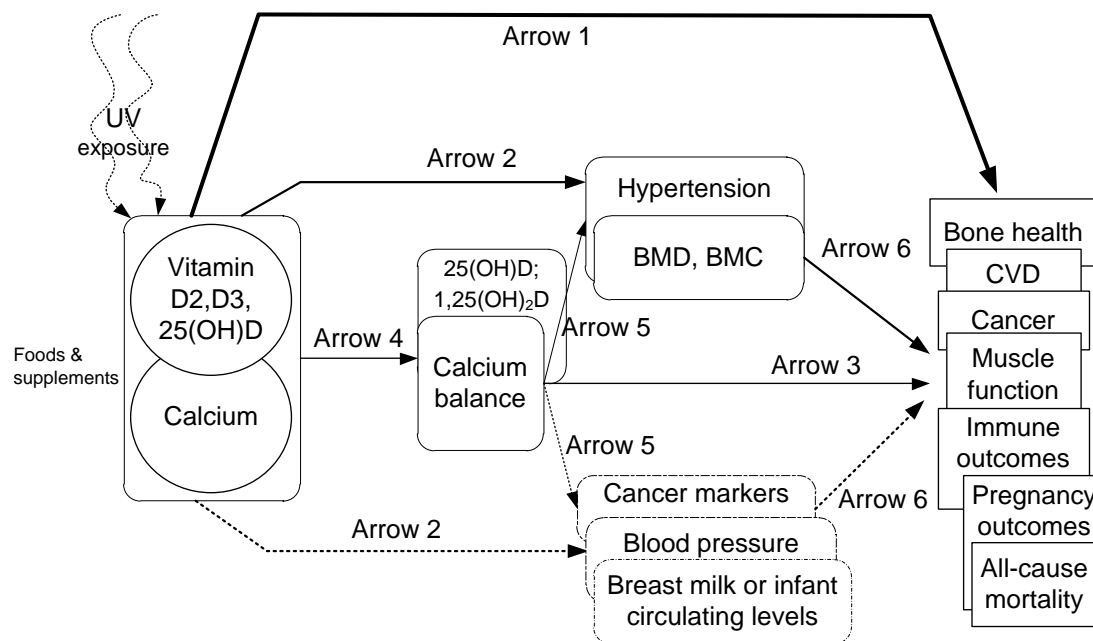 Arrow 1
UV
exposure
Arrow 2
Hypertension
BMD, BMC
Arrow 6
Bone health
CVD
Cancer
Muscle
function
Immune
outcomes
Pregnancy
outcomes
All-cause
mortality
Vitamin
D2,D3,
25(OH)D
Foods &
supplements
Calcium
Arrow 4
25(OH)D;
1,25(OH)₂D
Calcium
balance
Arrow 5
Arrow 3
Arrow 5
Arrow 2
Cancer markers
Blood pressure
Breast milk or infant
circulating levels
Arrow 6